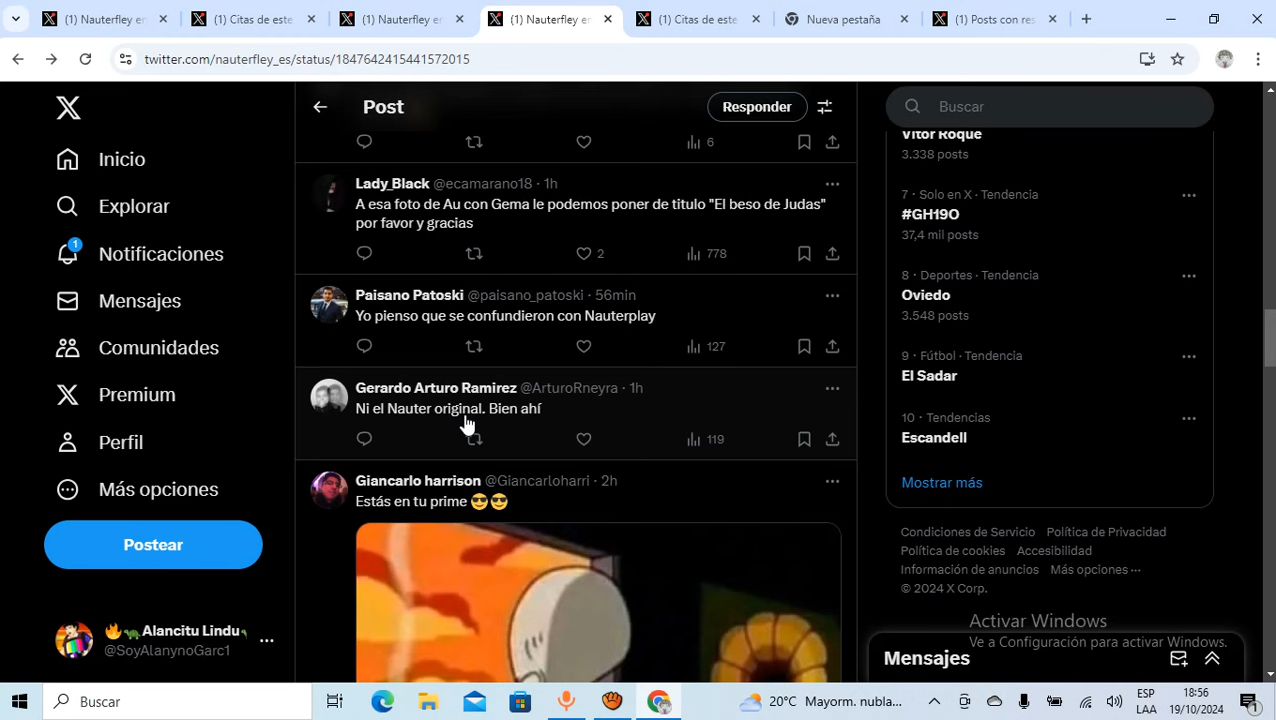 (1) Nauterfley en
(1) Citas de este
(1) Nauterfley en
(1) Nauterfley en
(1) Citas de este
Nueva pestaña
(1) Posts con res
twitter.com/nauterfley_es/status/1847642415441572015
Inicio
Explorar
1
Notificaciones
Mensajes
Comunidades
Premium
Perfil
Más opciones
Postear
Alancitu Lindu
@SoyAlanynoGarc1
Post
Responder
6
Lady_Black @ecamarano18 · 1h
A esa foto de Au con Gema le podemos poner de titulo "El beso de Judas"
por favor y gracias
2
778
Paisano Patoski @paisano_patoski · 56min
Yo pienso que se confundieron con Nauterplay
127
Gerardo Arturo Ramirez @ArturoRneyra · 1h
Ni el Nauter original. Bien ahí
119
Giancarlo harrison @Giancarloharri · 2h
Estás en tu prime 😎😎
Buscar
Vitor Roque
3.338 posts
7 · Solo en X · Tendencia
#GH19O
37,4 mil posts
8 · Deportes · Tendencia
Oviedo
3.548 posts
9 · Fútbol · Tendencia
El Sadar
10 · Tendencias
Escandell
Mostrar más
Condiciones de Servicio Política de Privacidad
Política de cookies Accesibilidad
Información de anuncios Más opciones ···
© 2024 X Corp.
Activar Windows
Ve a Configuración para activar Windows.
Mensajes
Buscar
20°C Mayorm. nubla...
ESP
LAA
18:56
19/10/2024
1